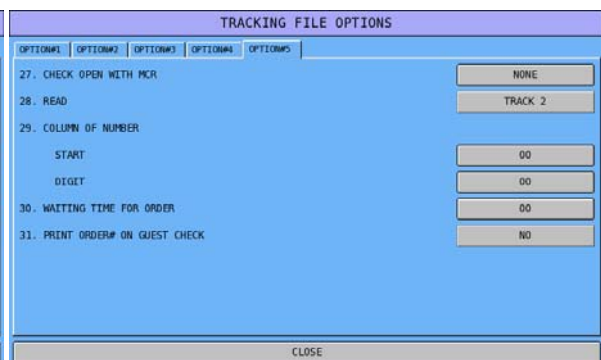 TRACKING FILE OPTIONS
OPTION#1 OPTION#2 OPTION#3 OPTION#4 OPTION#5
27. CHECK OPEN WITH MCR NONE
28. READ TRACK 2
29. COLUMN OF NUMBER
START 00
DIGIT 00
30. WAITING TIME FOR ORDER 00
31. PRINT ORDER# ON GUEST CHECK NO
CLOSE